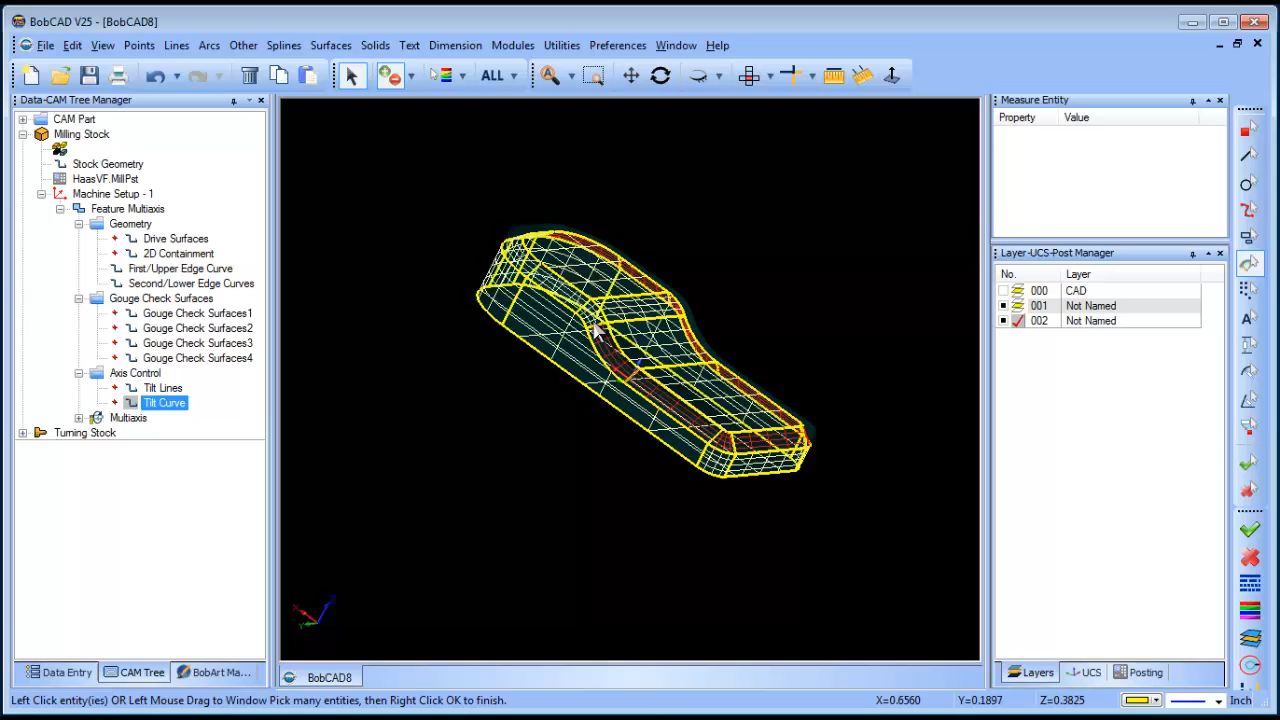 BobCAD V25 - [BobCAD8]
File Edit View Points Lines Arcs Other Splines Surfaces Solids Text Dimension Modules Utilities Preferences Window Help
ALL
Data-CAM Tree Manager
CAM Part
Milling Stock
Stock Geometry
HaasVF.MillPst
Machine Setup - 1
Feature Multiaxis
Geometry
Drive Surfaces
2D Containment
First/Upper Edge Curve
Second/Lower Edge Curves
Gouge Check Surfaces
Gouge Check Surfaces1
Gouge Check Surfaces2
Gouge Check Surfaces3
Gouge Check Surfaces4
Axis Control
Tilt Lines
Tilt Curve
Multiaxis
Turning Stock
Data Entry CAM Tree BobArt Ma...
BobCAD8
Measure Entity
Property Value
Layer-UCS-Post Manager
No. Layer
000 CAD
001 Not Named
002 Not Named
Layers UCS Posting
Left Click entity(ies) OR Left Mouse Drag to Window Pick many entities, then Right Click OK to finish.
X=0.6560 Y=0.1897 Z=0.3825 Inch